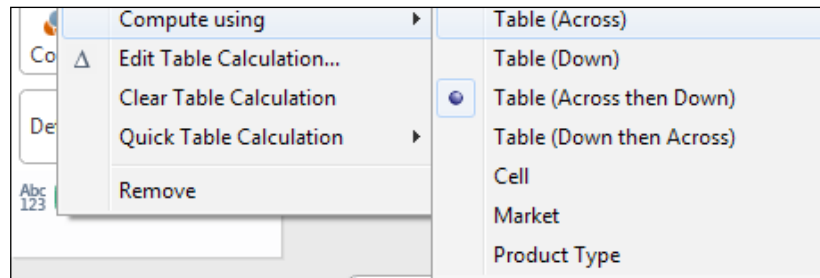 Compute using
Edit Table Calculation...
Clear Table Calculation
Quick Table Calculation
Remove
Abc
123
Table (Across)
Table (Down)
Table (Across then Down)
Table (Down then Across)
Cell
Market
Product Type